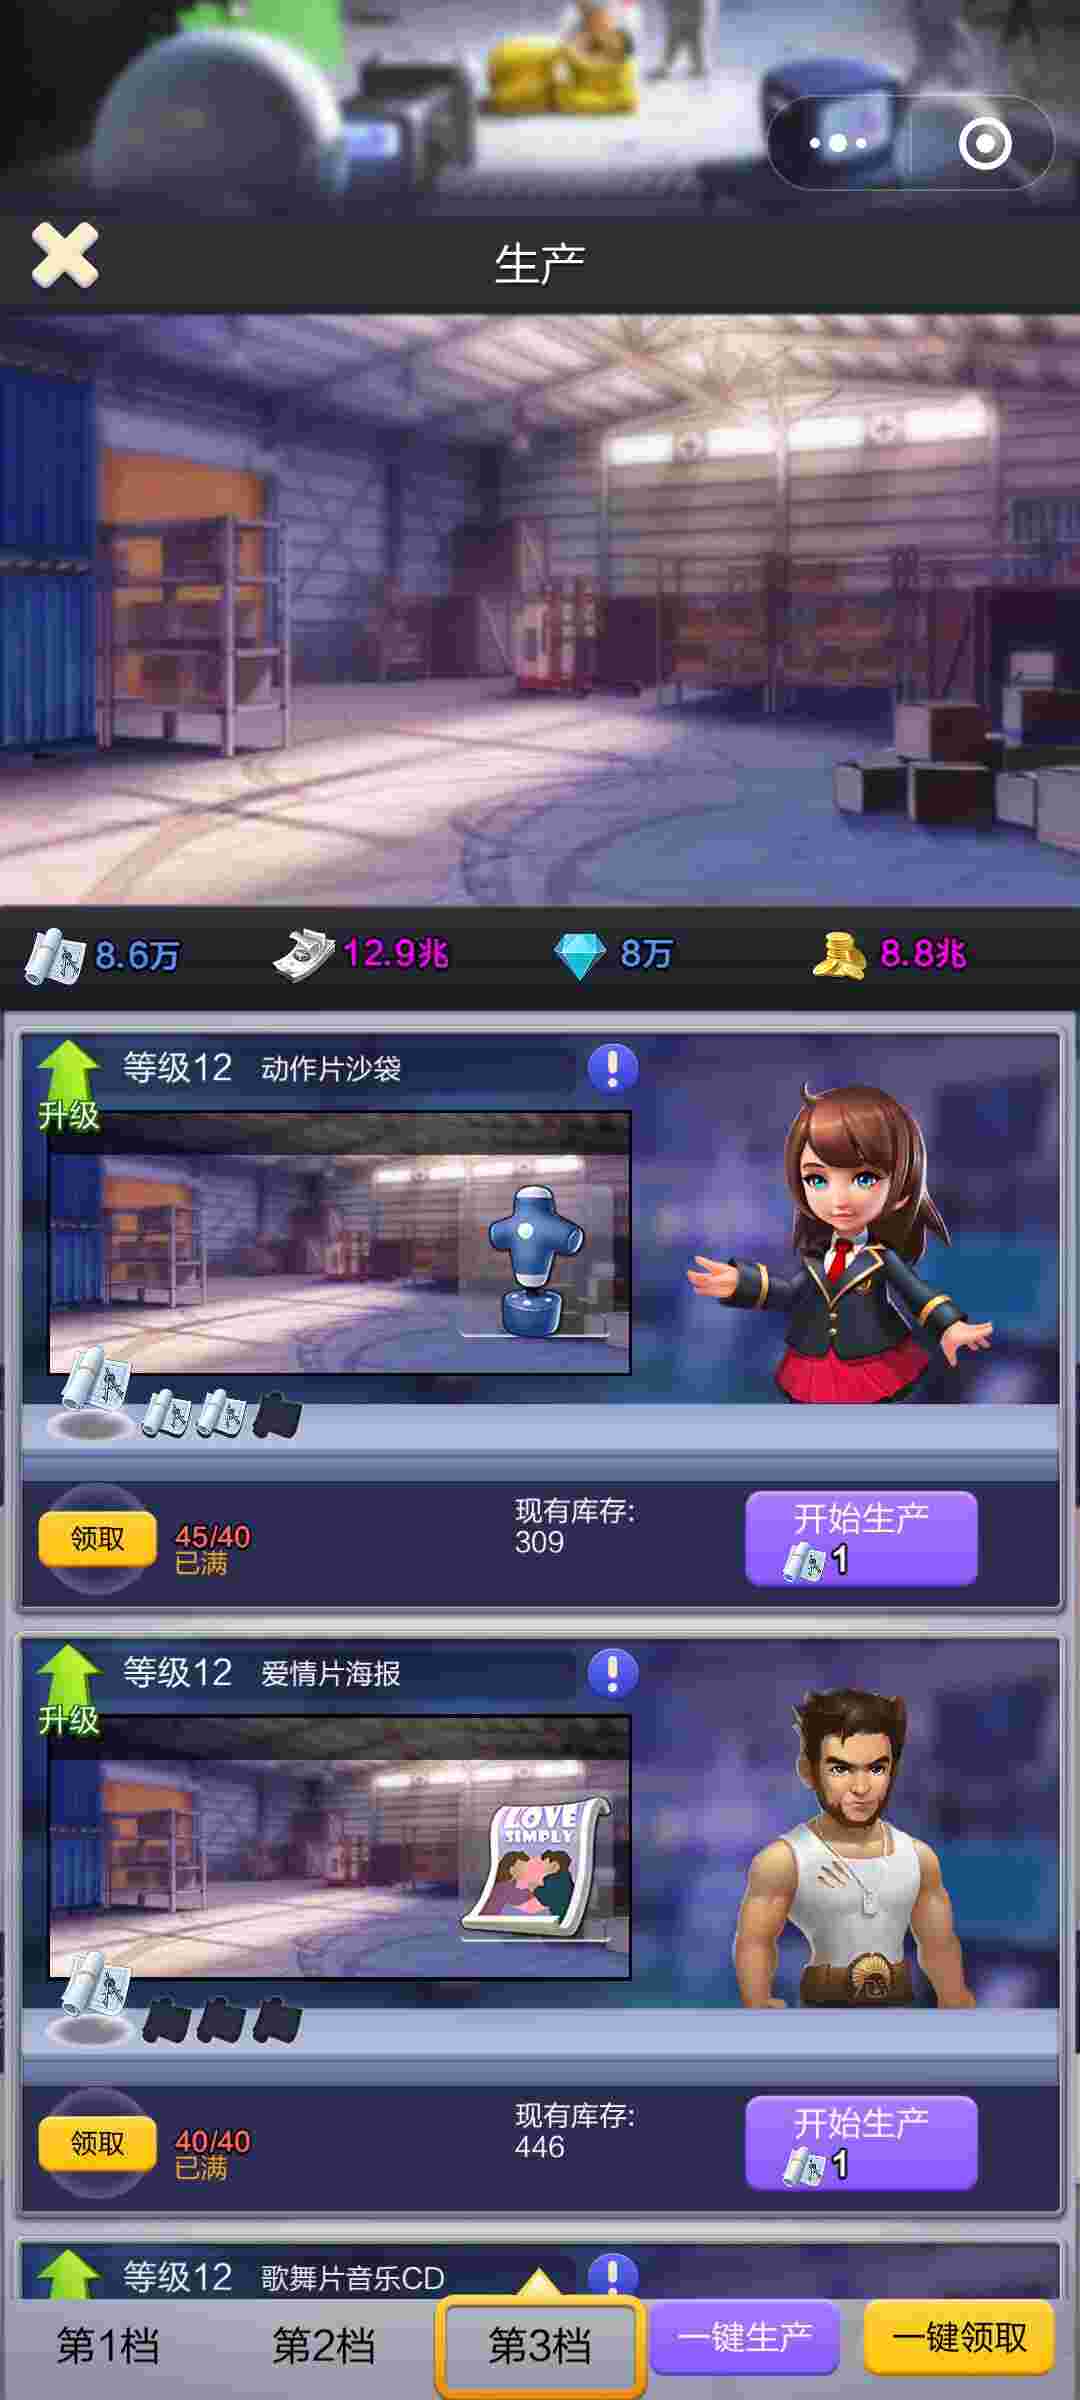 生产
8.6万
12.9兆
8万
8.8兆
等级12 动作片沙袋
升级
领取
45/40
已满
现有库存:
309
开始生产
1
等级12 爱情片海报
升级
LOVE
SIMPLY
领取
40/40
已满
现有库存:
446
开始生产
1
等级12 歌舞片音乐CD
第1档
第2档
第3档
一键生产
一键领取